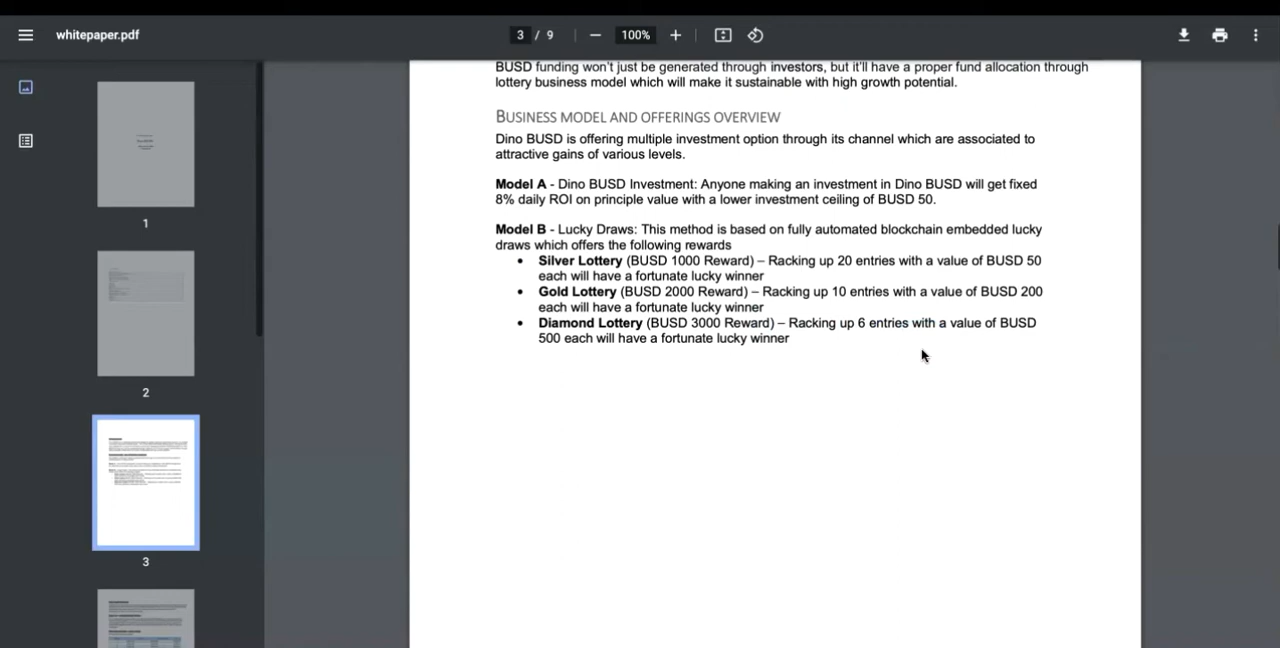 whitepaper.pdf
3 / 9
100%
BUSD funding won't just be generated through investors, but it'll have a proper fund allocation through
lottery business model which will make it sustainable with high growth potential.
BUSINESS MODEL AND OFFERINGS OVERVIEW
Dino BUSD is offering multiple investment option through its channel which are associated to
attractive gains of various levels.
Model A - Dino BUSD Investment: Anyone making an investment in Dino BUSD will get fixed
8% daily ROI on principle value with a lower investment ceiling of BUSD 50.
Model B - Lucky Draws: This method is based on fully automated blockchain embedded lucky
draws which offers the following rewards
• Silver Lottery (BUSD 1000 Reward) – Racking up 20 entries with a value of BUSD 50
each will have a fortunate lucky winner
• Gold Lottery (BUSD 2000 Reward) – Racking up 10 entries with a value of BUSD 200
each will have a fortunate lucky winner
• Diamond Lottery (BUSD 3000 Reward) – Racking up 6 entries with a value of BUSD
500 each will have a fortunate lucky winner
1
2
3